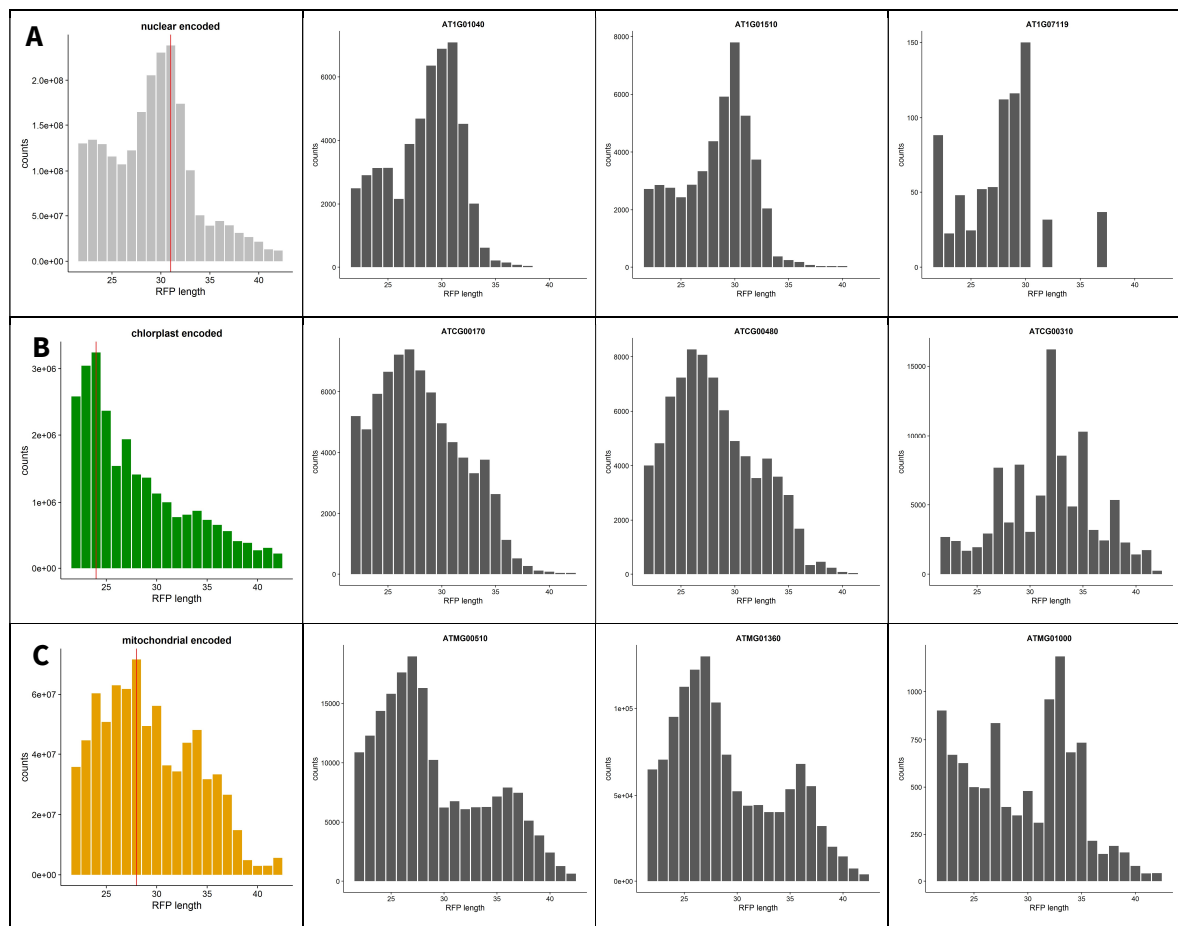 A
nuclear encoded
counts
2.0e+08
1.5e+08
1.0e+08
5.0e+07
0.0e+00
25 30 35 40
RFP length
AT1G01040
counts
6000
4000
2000
0
25 30 35 40
RFP length
AT1G01510
counts
8000
6000
4000
2000
0
25 30 35 40
RFP length
AT1G07119
counts
150
100
50
0
25 30 35 40
RFP length
B
chlorplast encoded
counts
3e+06
2e+06
1e+06
0e+00
25 30 35 40
RFP length
ATCG00170
counts
6000
4000
2000
0
25 30 35 40
RFP length
ATCG00480
counts
8000
6000
4000
2000
0
25 30 35 40
RFP length
ATCG00310
counts
15000
10000
5000
0
25 30 35 40
RFP length
C
mitochondrial encoded
counts
6e+07
4e+07
2e+07
0e+00
25 30 35 40
RFP length
ATMG00510
counts
15000
10000
5000
0
25 30 35 40
RFP length
ATMG01360
counts
1e+05
5e+04
0e+00
25 30 35 40
RFP length
ATMG01000
counts
1000
750
500
250
0
25 30 35 40
RFP length